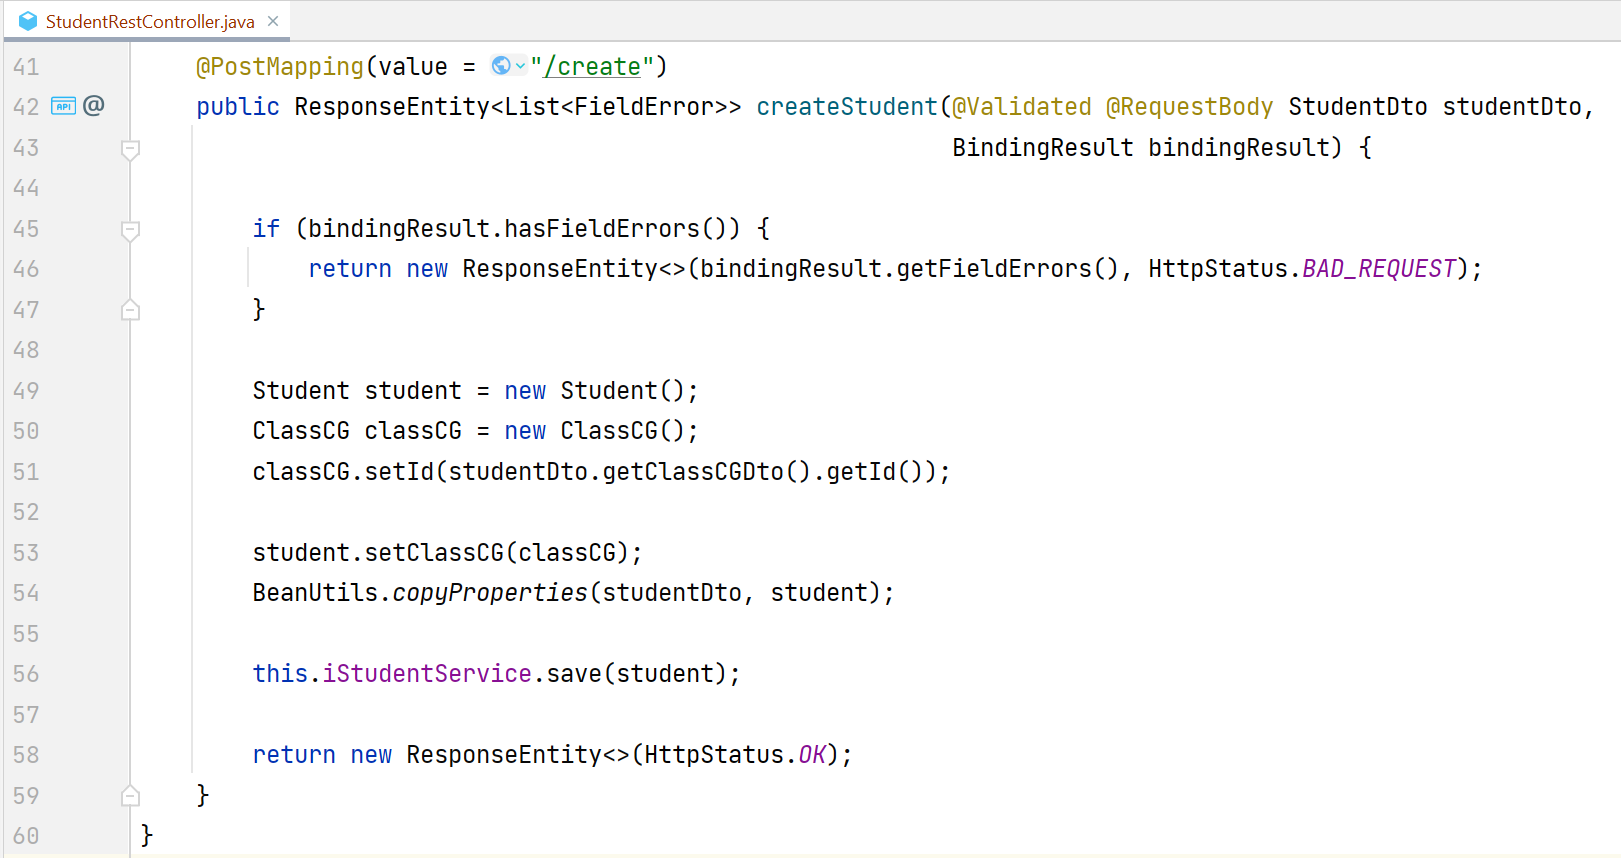 StudentRestController.java
41 @PostMapping(value = "/create")
42 API @ public ResponseEntity<List<FieldError>> createStudent(@Validated @RequestBody StudentDto studentDto,
43 BindingResult bindingResult) {
44
45 if (bindingResult.hasFieldErrors()) {
46 return new ResponseEntity<>(bindingResult.getFieldErrors(), HttpStatus.BAD_REQUEST);
47 }
48
49 Student student = new Student();
50 ClassCG classCG = new ClassCG();
51 classCG.setId(studentDto.getClassCGDto().getId());
52
53 student.setClassCG(classCG);
54 BeanUtils.copyProperties(studentDto, student);
55
56 this.iStudentService.save(student);
57
58 return new ResponseEntity<>(HttpStatus.OK);
59 }
60 }